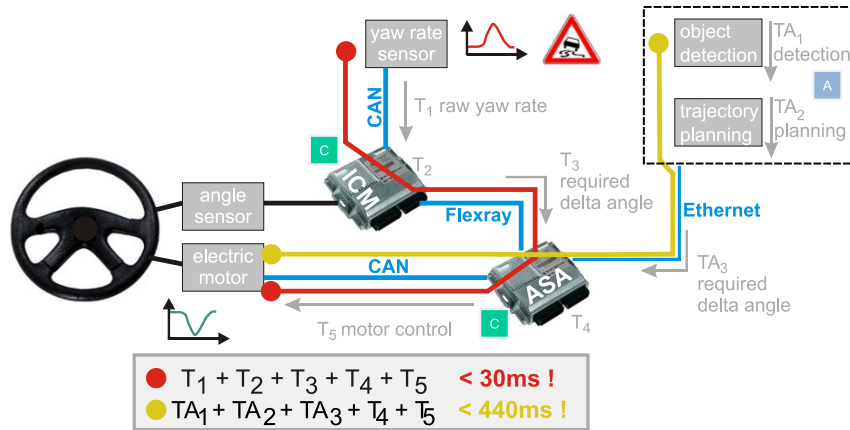 yaw rate
sensor
object
detection
TA1
detection
A
CAN
T1 raw yaw rate
trajectory
planning
TA2
planning
C
ICM
T2
T3
required
delta angle
angle
sensor
Flexray
Ethernet
electric
motor
CAN
ASA
TA3
required
delta angle
T5 motor control
C
T4
T1 + T2 + T3 + T4 + T5 < 30ms !
TA1 + TA2 + TA3 + T4 + T5 < 440ms !